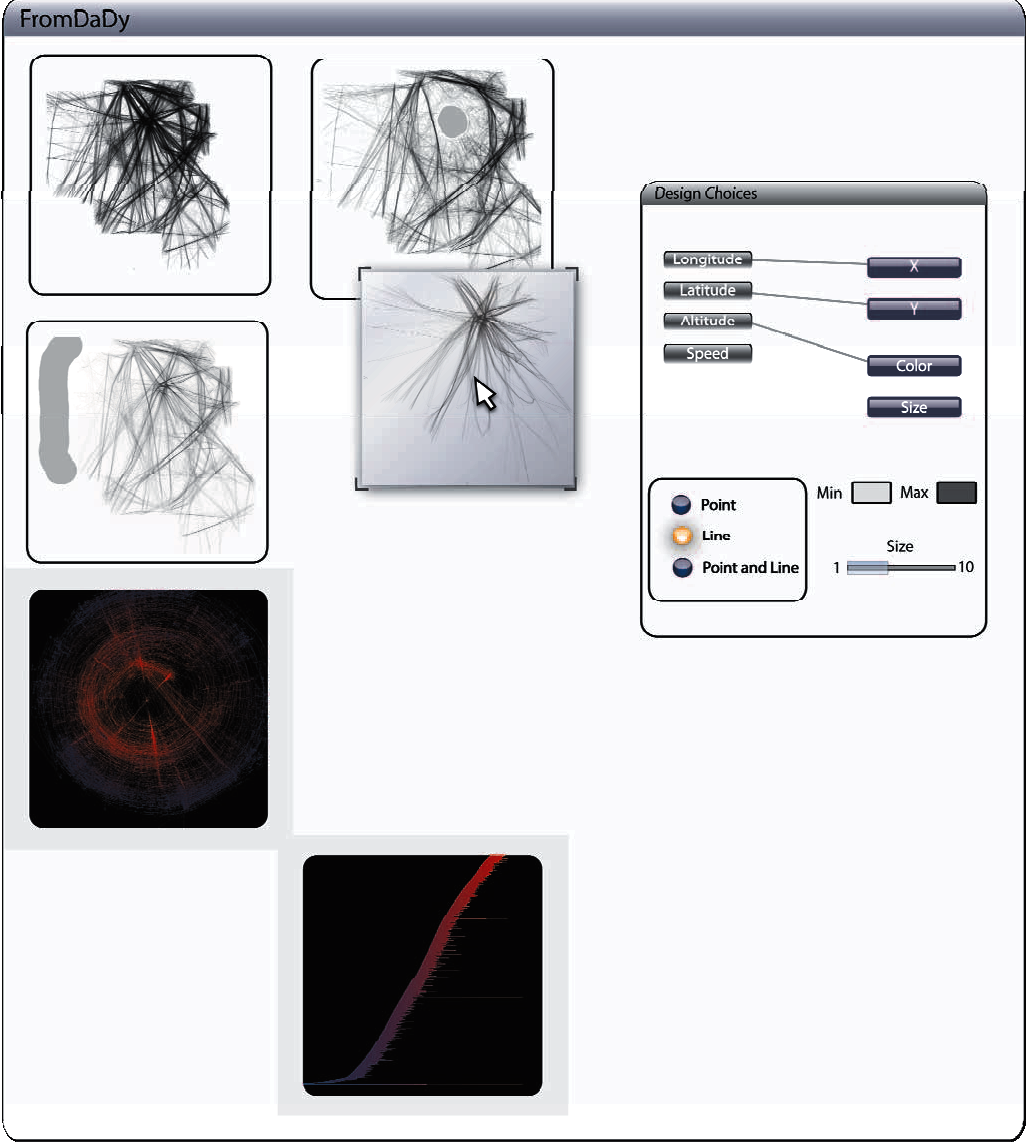 FromDaDy
Design Choices
Longitude
X
Latitude
Y
Altitude
Speed
Color
Size
Point
Min
Max
Line
Size
Point and Line
1
10